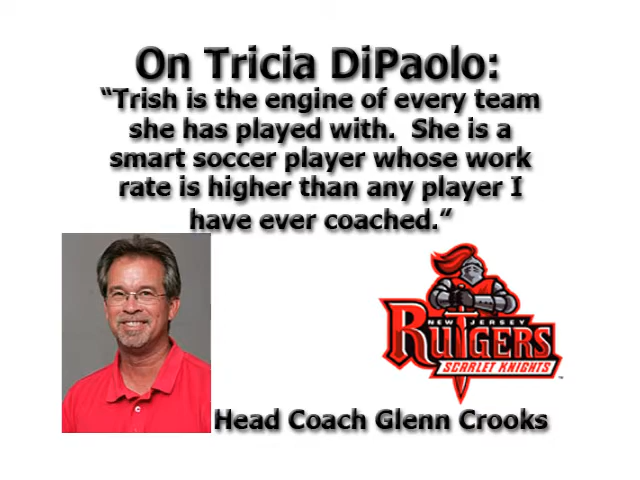 On Tricia DiPaolo:
“Trish is the engine of every team
she has played with.  She is a
smart soccer player whose work
rate is higher than any player I
have ever coached.”
NEW JERSEY
RUTGERS
SCARLET KNIGHTS
™
Head Coach Glenn Crooks